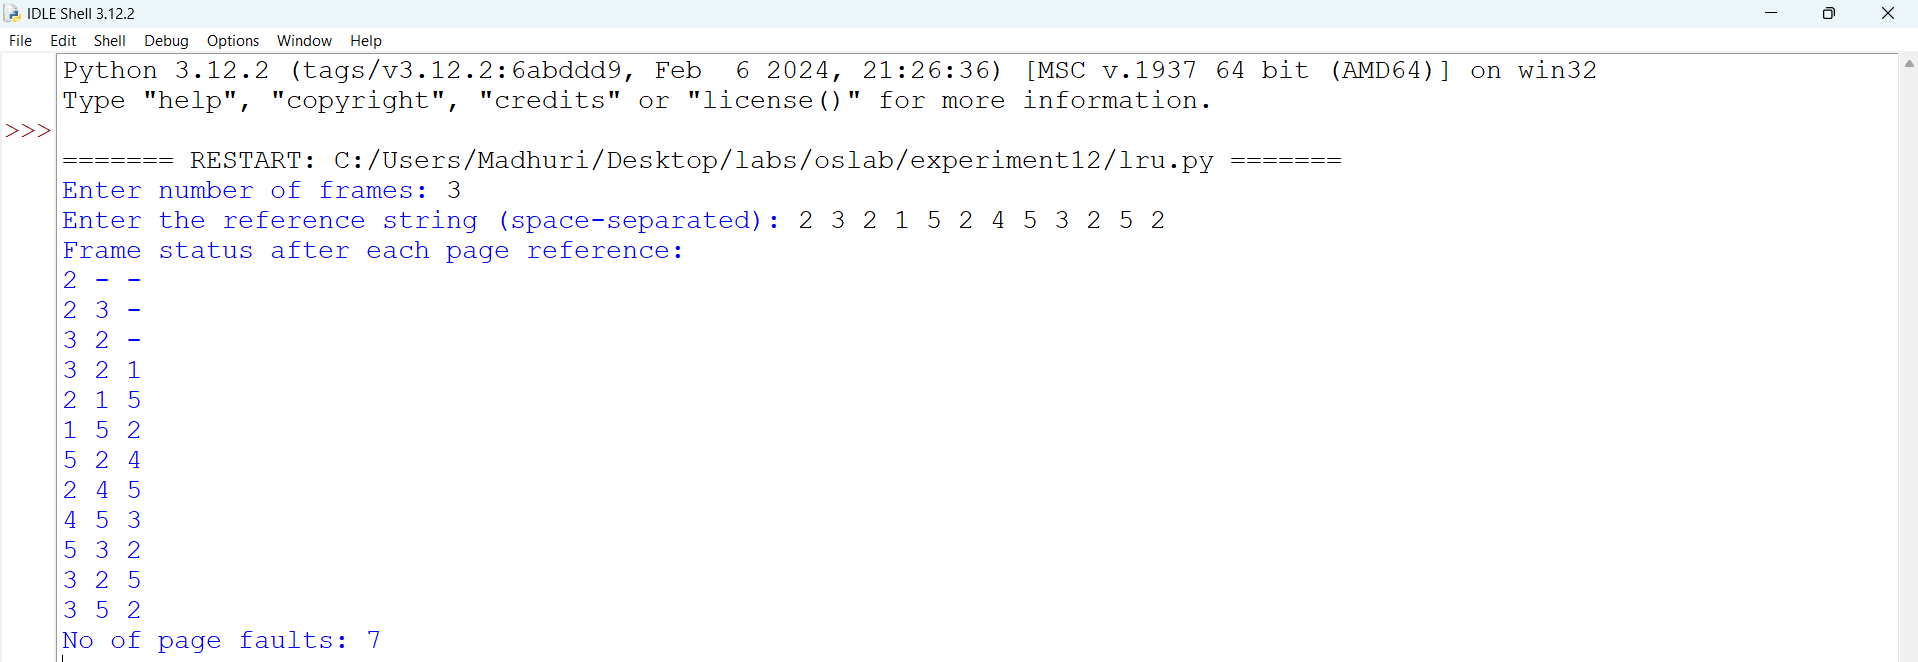 IDLE Shell 3.12.2
File Edit Shell Debug Options Window Help
Python 3.12.2 (tags/v3.12.2:6abddd9, Feb  6 2024, 21:26:36) [MSC v.1937 64 bit (AMD64)] on win32
Type "help", "copyright", "credits" or "license()" for more information.
>>>
======= RESTART: C:/Users/Madhuri/Desktop/labs/oslab/experiment12/lru.py =======
Enter number of frames: 3
Enter the reference string (space-separated): 2 3 2 1 5 2 4 5 3 2 5 2
Frame status after each page reference:
2 - -
2 3 -
3 2 -
3 2 1
2 1 5
1 5 2
5 2 4
2 4 5
4 5 3
5 3 2
3 2 5
3 5 2
No of page faults: 7